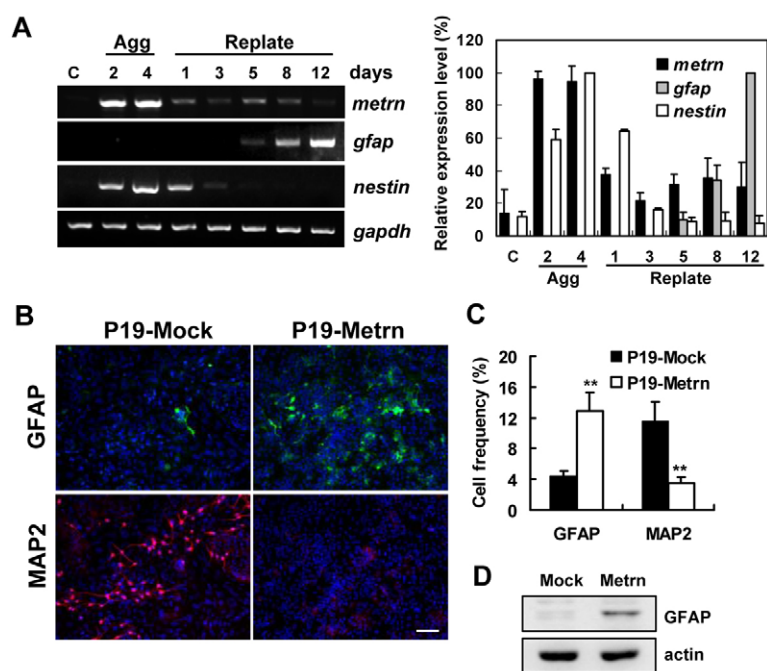 A
Agg Replate
C 2 4 1 3 5 8 12 days
metrn
gfap
nestin
gapdh
Relative expression level (%)
120
100
80
60
40
20
0
metrn
gfap
nestin
C 2 4 1 3 5 8 12
Agg Replate
B
P19-Mock P19-Metrn
GFAP
MAP2
C
Cell frequency (%)
20
16
12
8
4
0
P19-Mock
P19-Metrn
**
**
GFAP MAP2
D
Mock Metrn
GFAP
actin